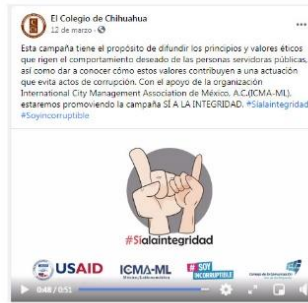 El Colegio de Chihuahua
12 de marzo
Esta campaña tiene el propósito de difundir los principios y valores éticos
que rigen el comportamiento deseado de las personas servidoras públicas,
así como dar a conocer cómo estos valores contribuyen a una actuación
que evita actos de corrupción. Con el apoyo de la organización
International City Management Association de México, A.C.(ICMA-ML).
estaremos promoviendo la campaña SÍ A LA INTEGRIDAD. #Sialaintegridad
#Soyincorruptible
#Sialaintegridad
USAID
ICMA-ML
# SOY
INCORRUPTIBLE
0:48 / 0:51